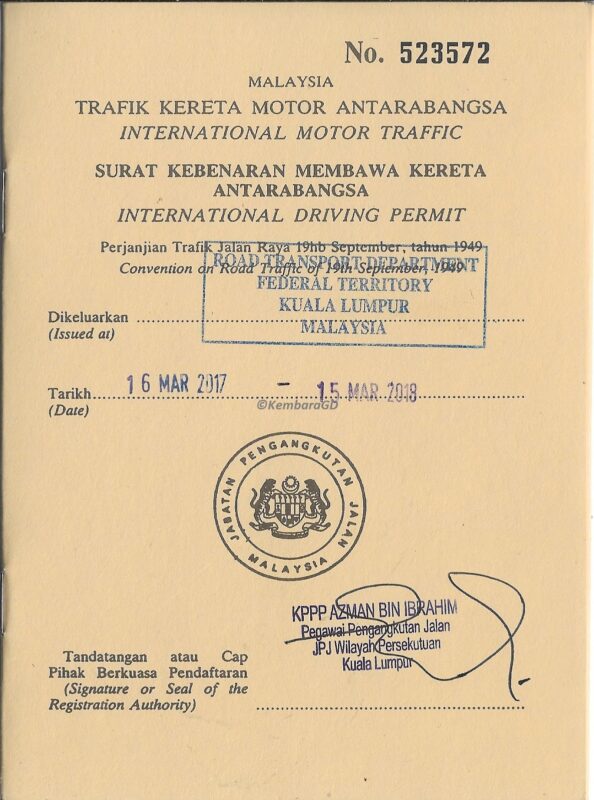 No. 523572
MALAYSIA
TRAFIK KERETA MOTOR ANTARABANGSA
INTERNATIONAL MOTOR TRAFFIC
SURAT KEBENARAN MEMBAWA KERETA
ANTARABANGSA
INTERNATIONAL DRIVING PERMIT
Perjanjian Trafik Jalan Raya 19hb September, tahun 1949
Convention on Road Traffic of 19th September, 1949
ROAD TRANSPORT DEPARTMENT
FEDERAL TERRITORY
KUALA LUMPUR
MALAYSIA
Dikeluarkan
(Issued at)
Tarikh 16 MAR 2017 – 15 MAR 2018
(Date)
©KembaraGD
JABATAN PENGANGKUTAN JALAN
MALAYSIA
KPPP AZMAN BIN IBRAHIM
Pegawai Pengangkutan Jalan
JPJ Wilayah Persekutuan
Kuala Lumpur
Tandatangan atau Cap
Pihak Berkuasa Pendaftaran
(Signature or Seal of the
Registration Authority)